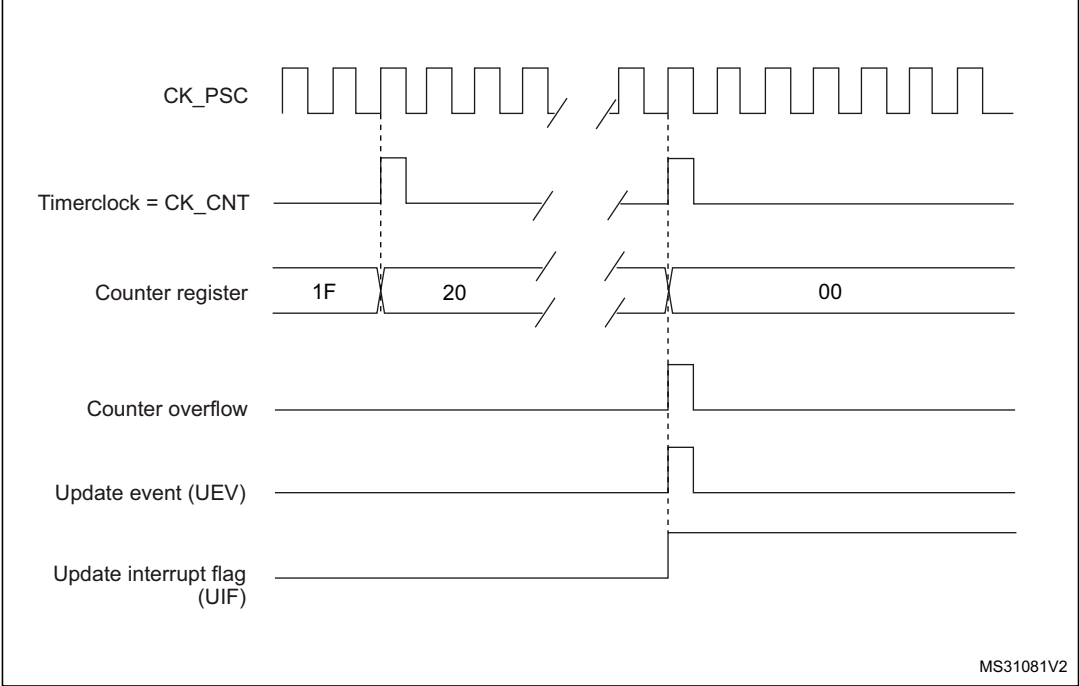 CK_PSC
Timerclock = CK_CNT
Counter register
1F
20
00
Counter overflow
Update event (UEV)
Update interrupt flag
(UIF)
MS31081V2